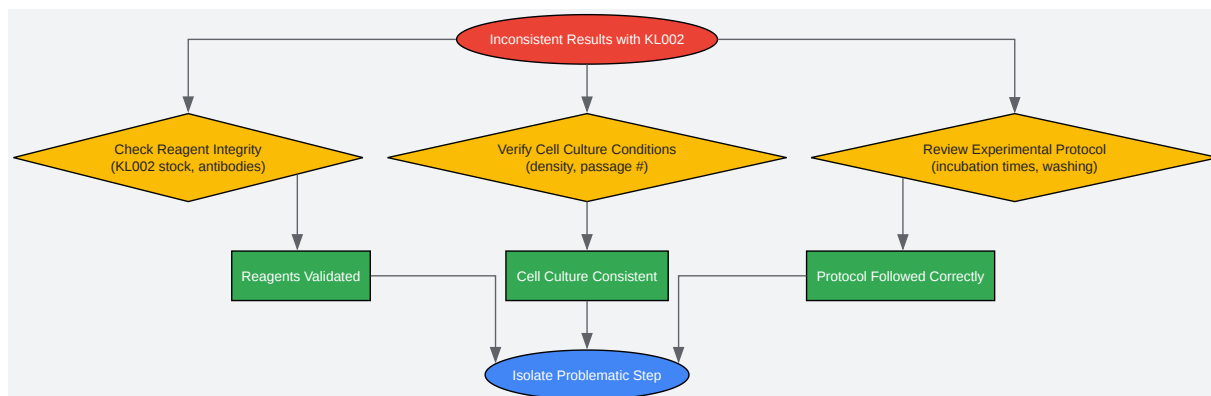 Inconsistent Results with KL002
Check Reagent Integrity
(KL002 stock, antibodies)
Verify Cell Culture Conditions
(density, passage #)
Review Experimental Protocol
(incubation times, washing)
Reagents Validated
Cell Culture Consistent
Protocol Followed Correctly
Isolate Problematic Step